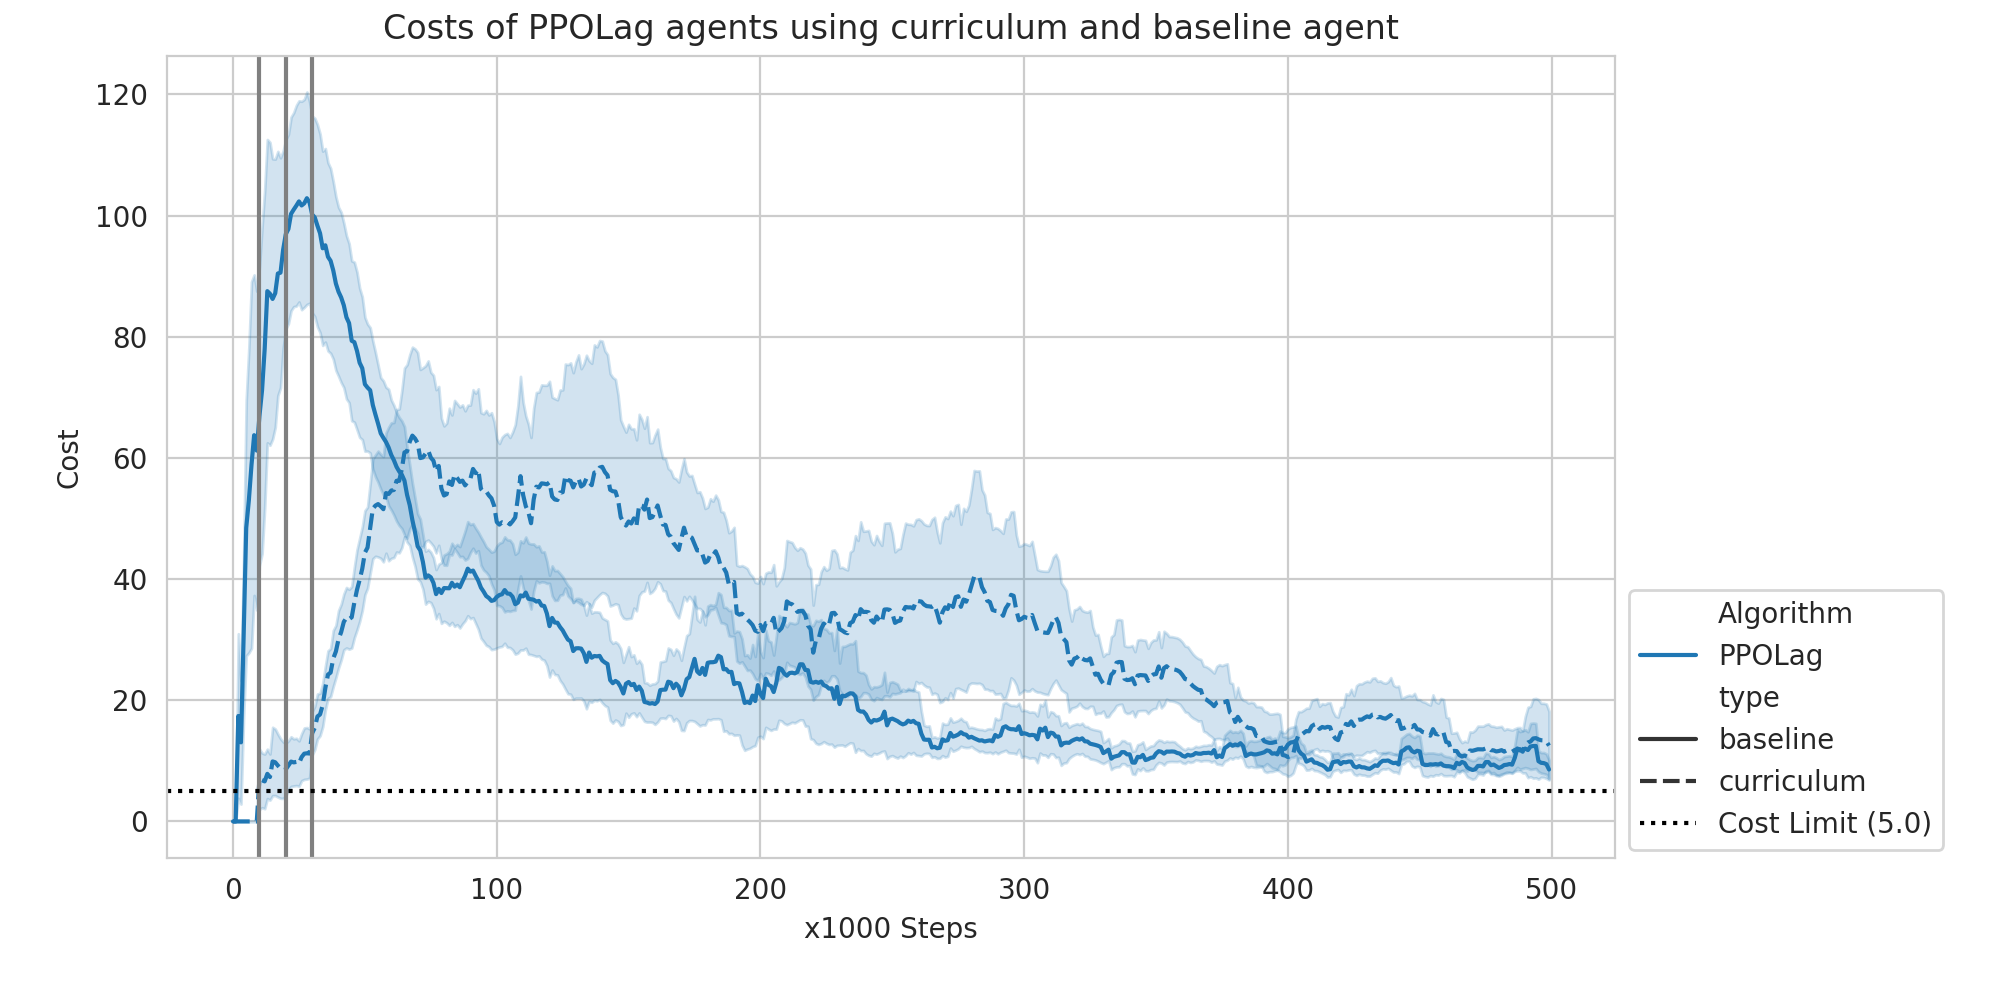 Costs of PPOLag agents using curriculum and baseline agent
120
100
80
60
40
20
0
Cost
0 100 200 300 400 500
x1000 Steps
Algorithm
PPOLag
type
baseline
curriculum
Cost Limit (5.0)